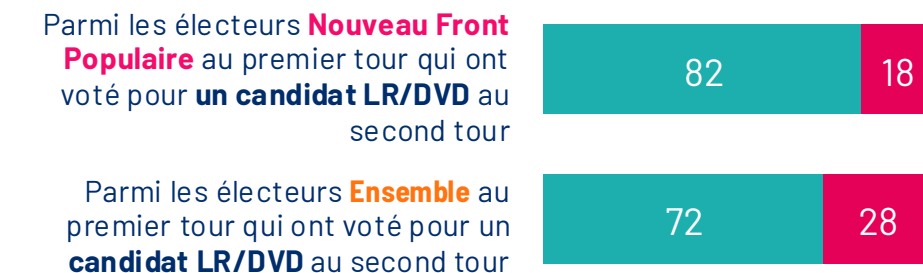 Parmi les électeurs Nouveau Front
Populaire au premier tour qui ont
voté pour un candidat LR/DVD au
second tour
82 18
Parmi les électeurs Ensemble au
premier tour qui ont voté pour un
candidat LR/DVD au second tour
72 28